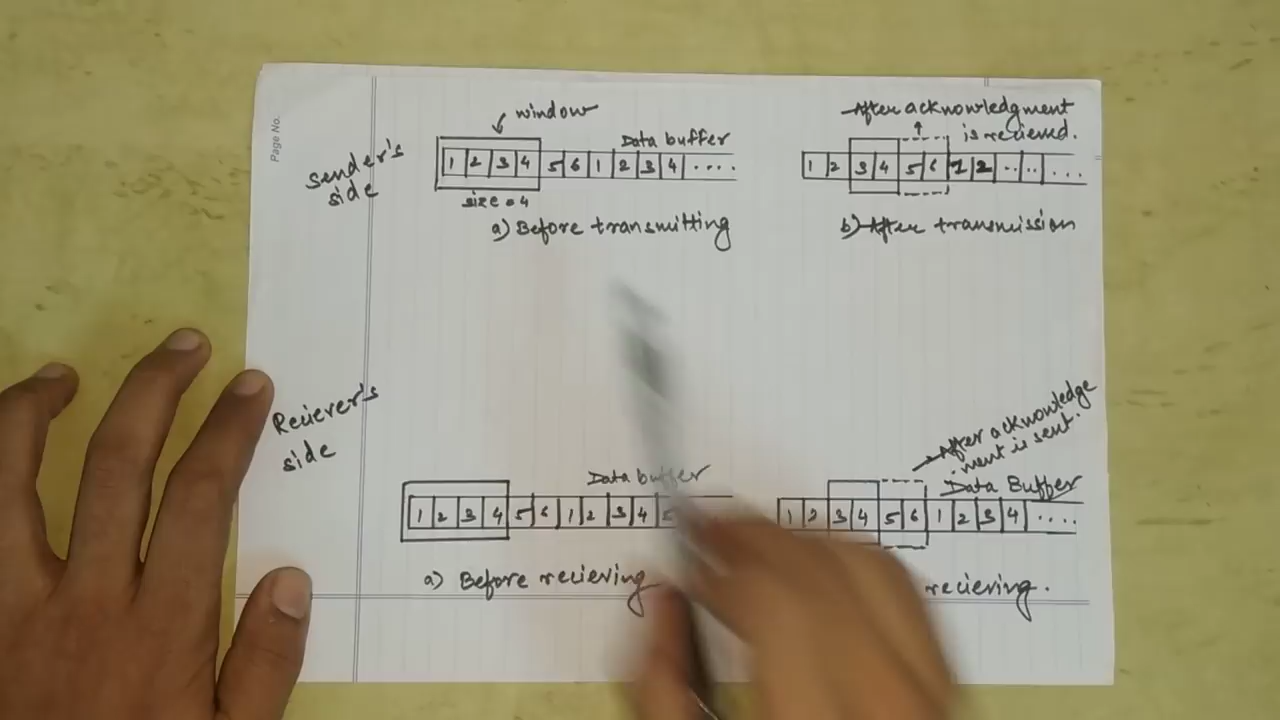 Page No.
Sender's
side
window
Data buffer
1 2 3 4 5 6 1 2 3 4 ....
size = 4
a) Before transmitting
After acknowledgment
is recieved.
1 2 3 4 5 6 1 2 .. .. ...
b) After transmission
Reciever's
side
Data buffer
1 2 3 4 5 6 1 2 3 4 5
a) Before recieving
After acknowledge
ment is sent.
Data Buffer
1 2 3 4 5 6 1 2 3 4 ....
recieving.